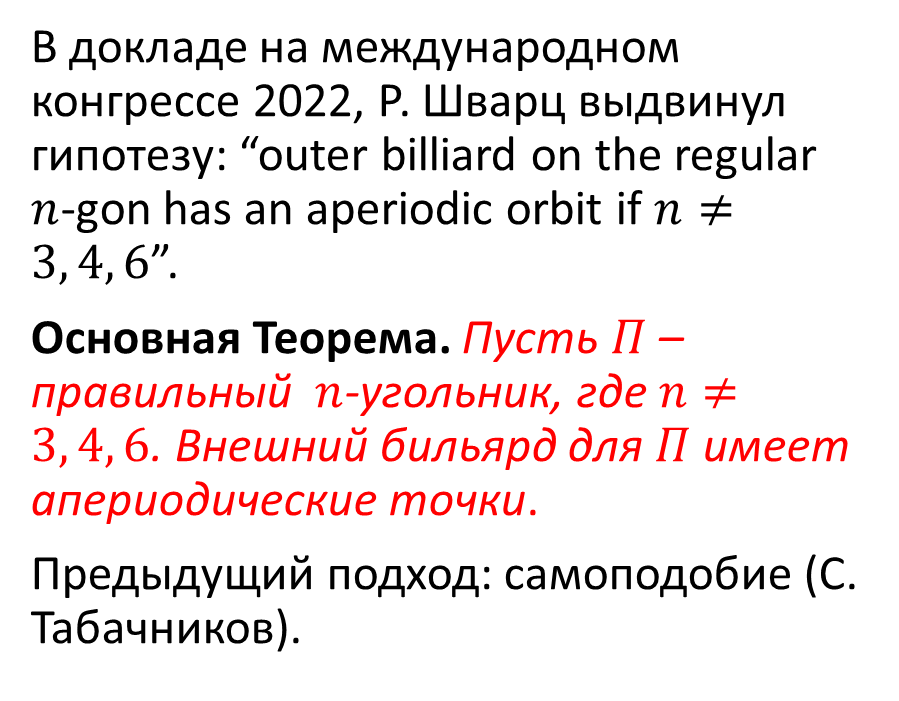 В докладе на международном
конгрессе 2022, Р. Шварц выдвинул
гипотезу: “outer billiard on the regular
𝑛-gon has an aperiodic orbit if 𝑛 ≠
3, 4, 6”.
Основная Теорема. Пусть 𝛱 –
правильный 𝑛-угольник, где 𝑛 ≠
3, 4, 6. Внешний бильярд для 𝛱 имеет
апериодические точки.
Предыдущий подход: самоподобие (С.
Табачников).